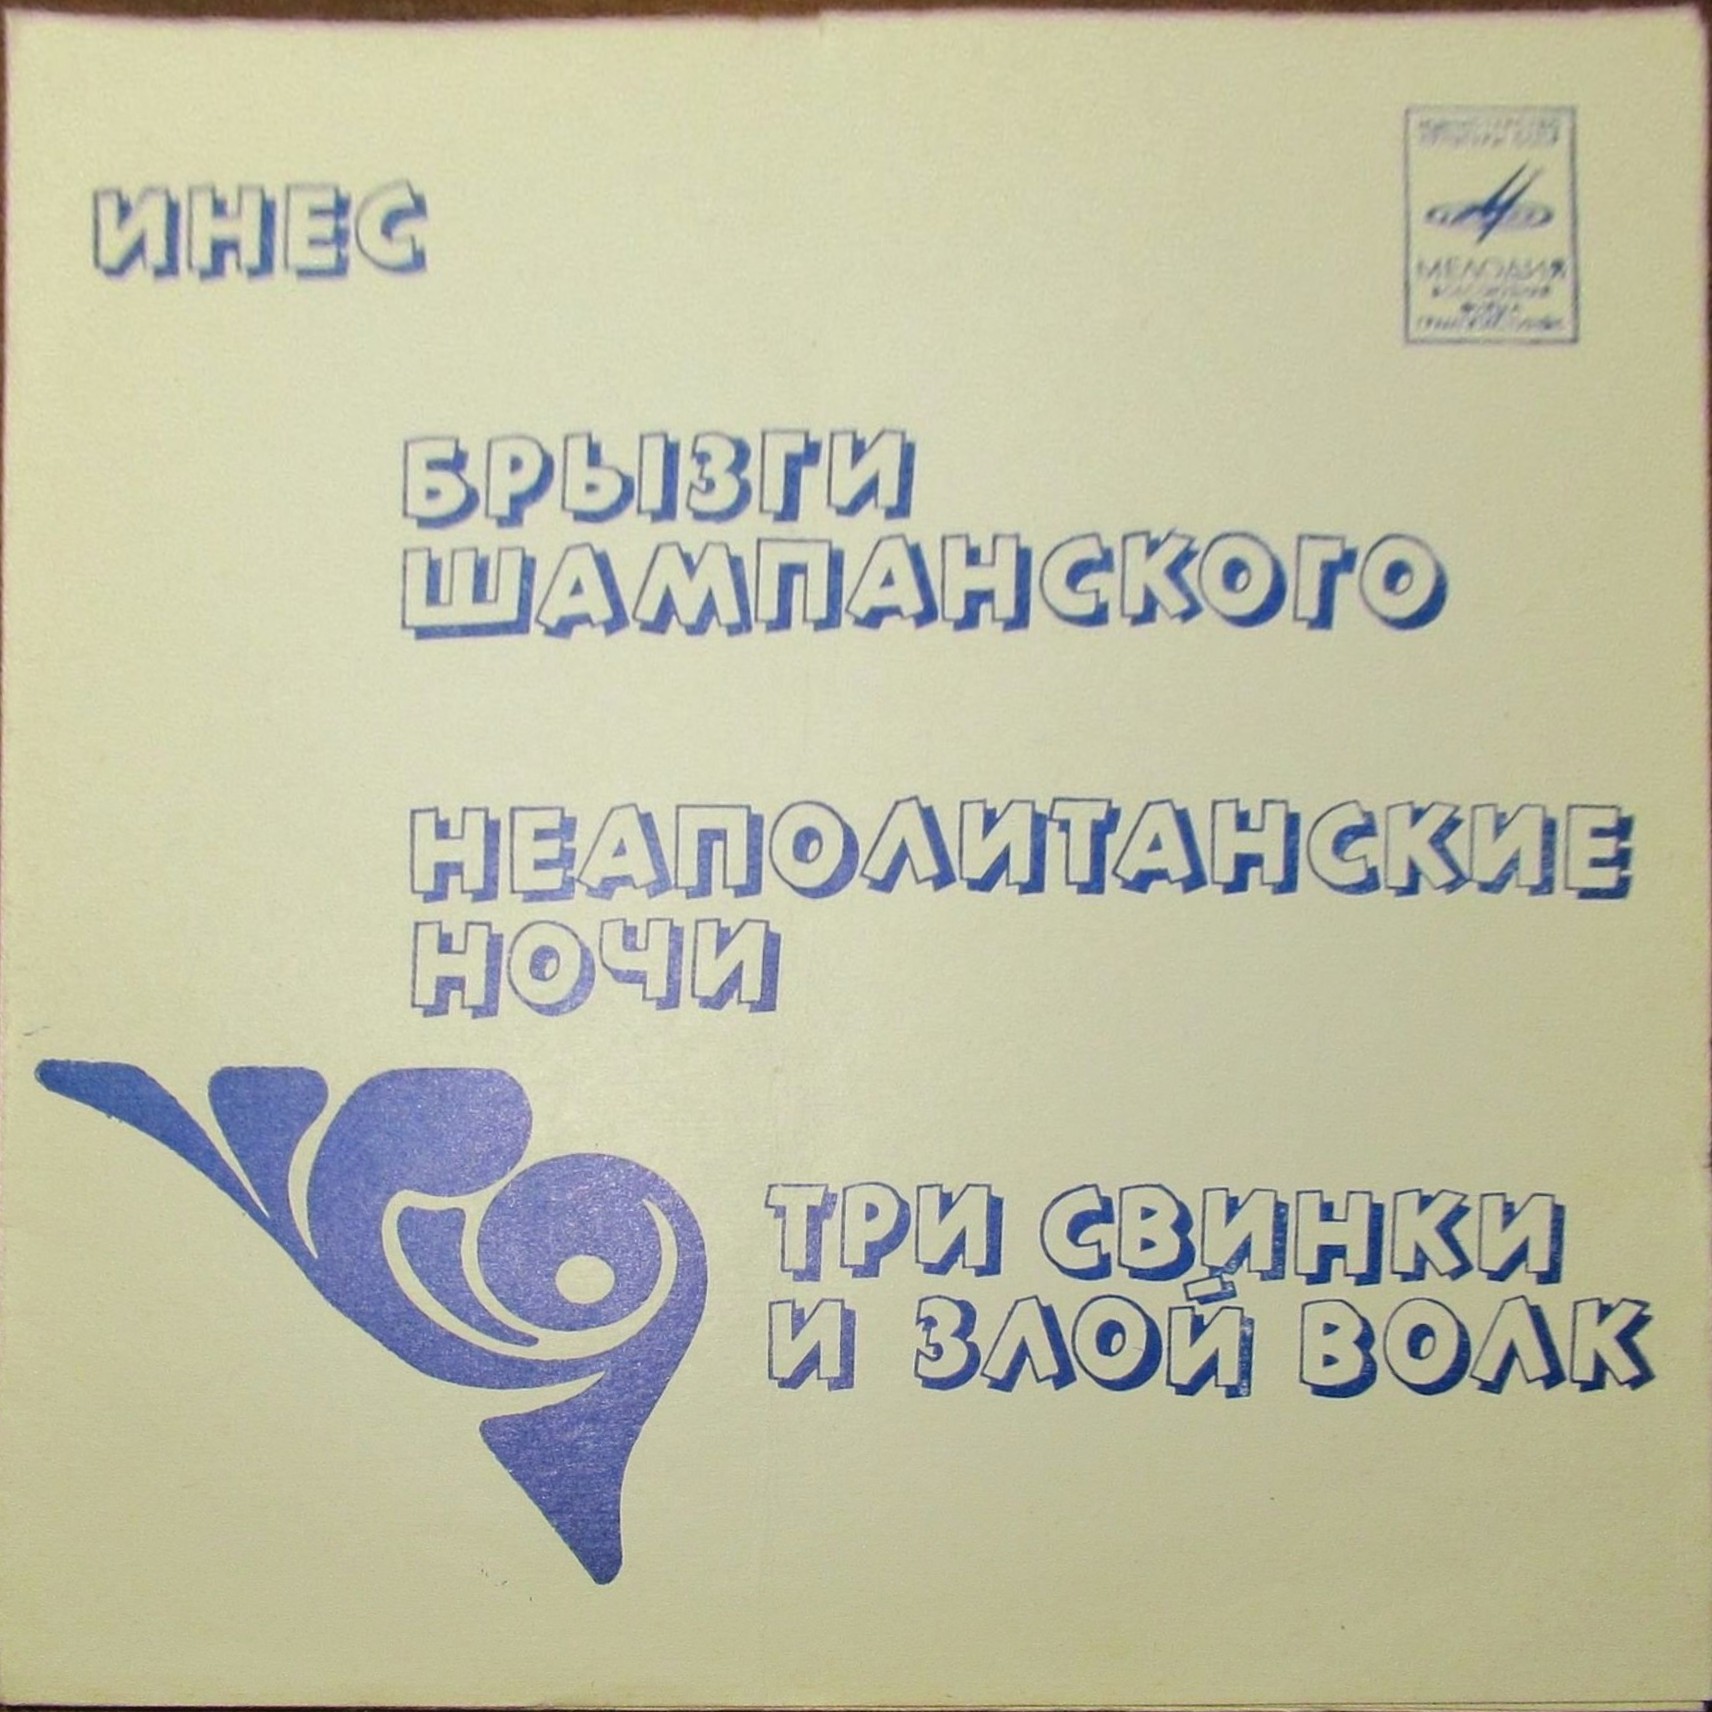 ИНЕС
МЕЛОДИЯ
БРЫЗГИ
ШАМПАНСКОГО
НЕАПОЛИТАНСКИЕ
НОЧИ
ТРИ СВИНКИ
И ЗЛОЙ ВОЛК